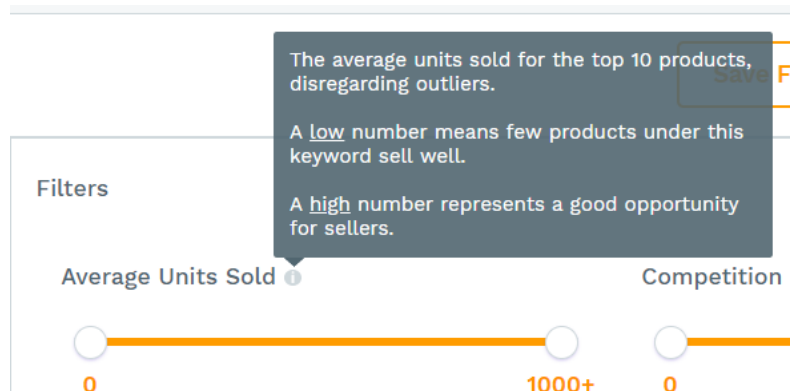 The average units sold for the top 10 products,
disregarding outliers.
A low number means few products under this
keyword sell well.
A high number represents a good opportunity
for sellers.
Save F
Filters
Average Units Sold
Competition
0
1000+
0